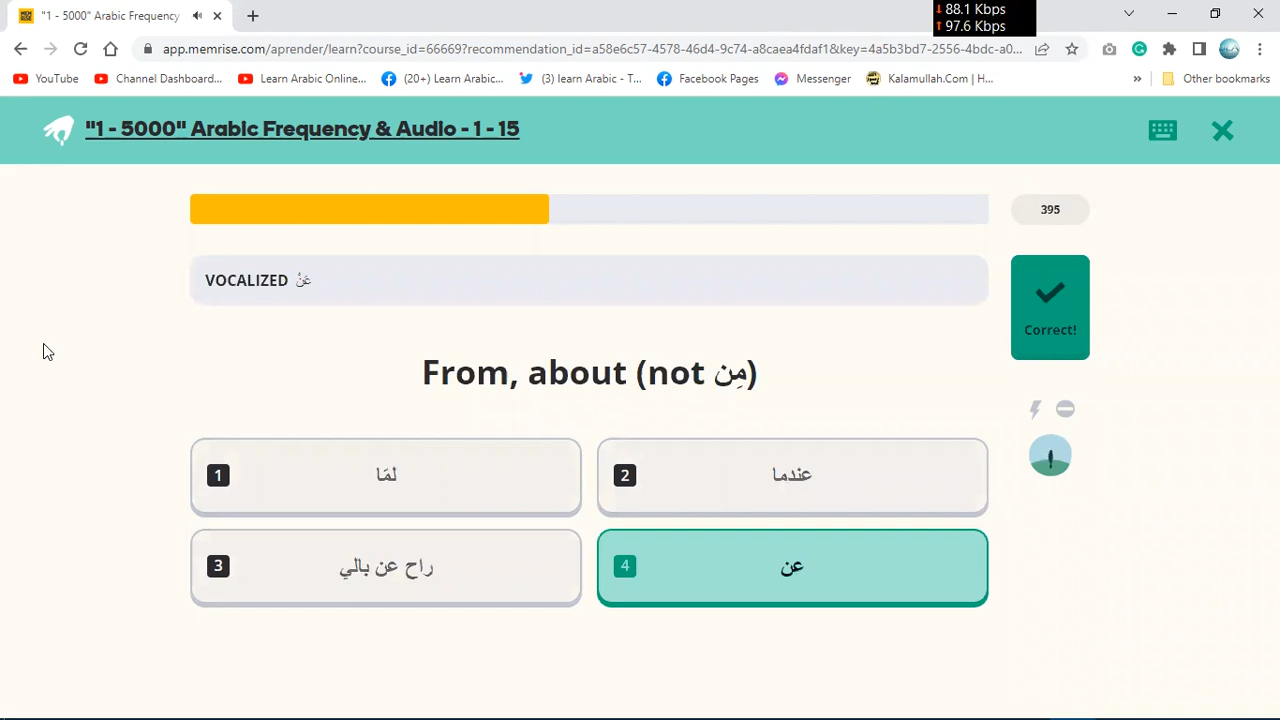 "1 - 5000" Arabic Frequency
88.1 Kbps
97.6 Kbps
app.memrise.com/aprender/learn?course_id=68669?recommendation_id=a58e6c57-4578-46d4-9c74-a8caea4fdaf1&key=4a5b3bd7-2556-4bdc-a0...
YouTube
Channel Dashboard...
Learn Arabic Online...
(20+) Learn Arabic...
(3) learn Arabic - T...
Facebook Pages
Messenger
Kalamullah.Com | H...
»
Other bookmarks
"1 - 5000" Arabic Frequency & Audio - 1 - 15
395
VOCALIZED عَنْ
Correct!
From, about (not مِن)
1 لمّا
2 عندما
3 راح عن بالي
4 عن